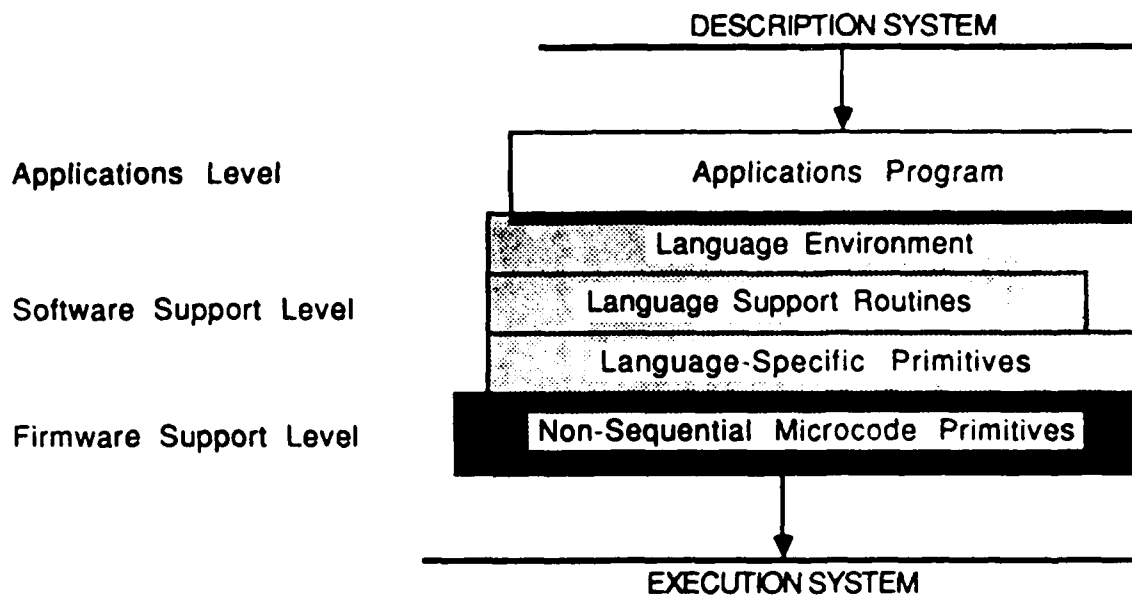 DESCRIPTION SYSTEM
Applications Level
Applications Program
Language Environment
Software Support Level
Language Support Routines
Language-Specific Primitives
Firmware Support Level
Non-Sequential Microcode Primitives
EXECUTION SYSTEM